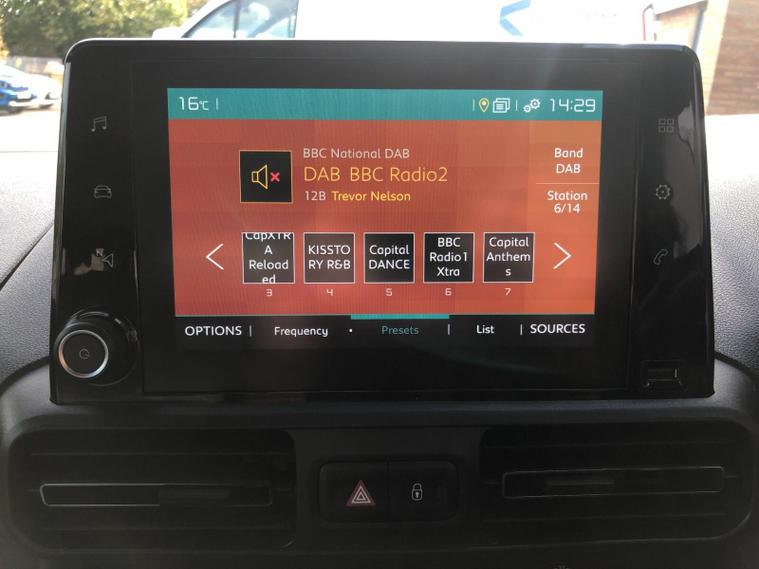 16°C
14:29
BBC National DAB
DAB BBC Radio2
12B Trevor Nelson
Band
DAB
Station
6/14
CapXTR
A
Reload
ed
3
KISSTO
RY R&B
4
Capital
DANCE
5
BBC
Radio1
Xtra
6
Capital
Anthem
s
7
OPTIONS
Frequency
Presets
List
SOURCES